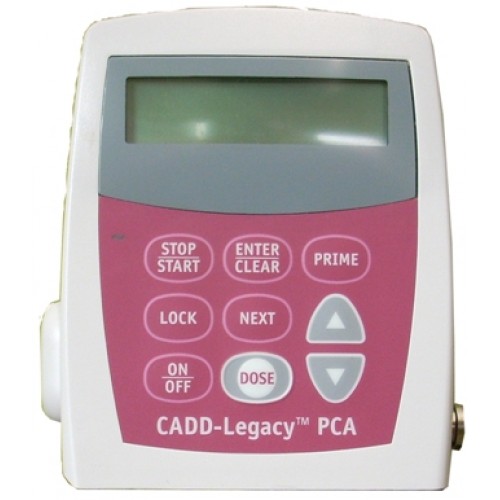 STOP
START
ENTER
CLEAR
PRIME
LOCK
NEXT
ON
OFF
DOSE
CADD-Legacy™ PCA